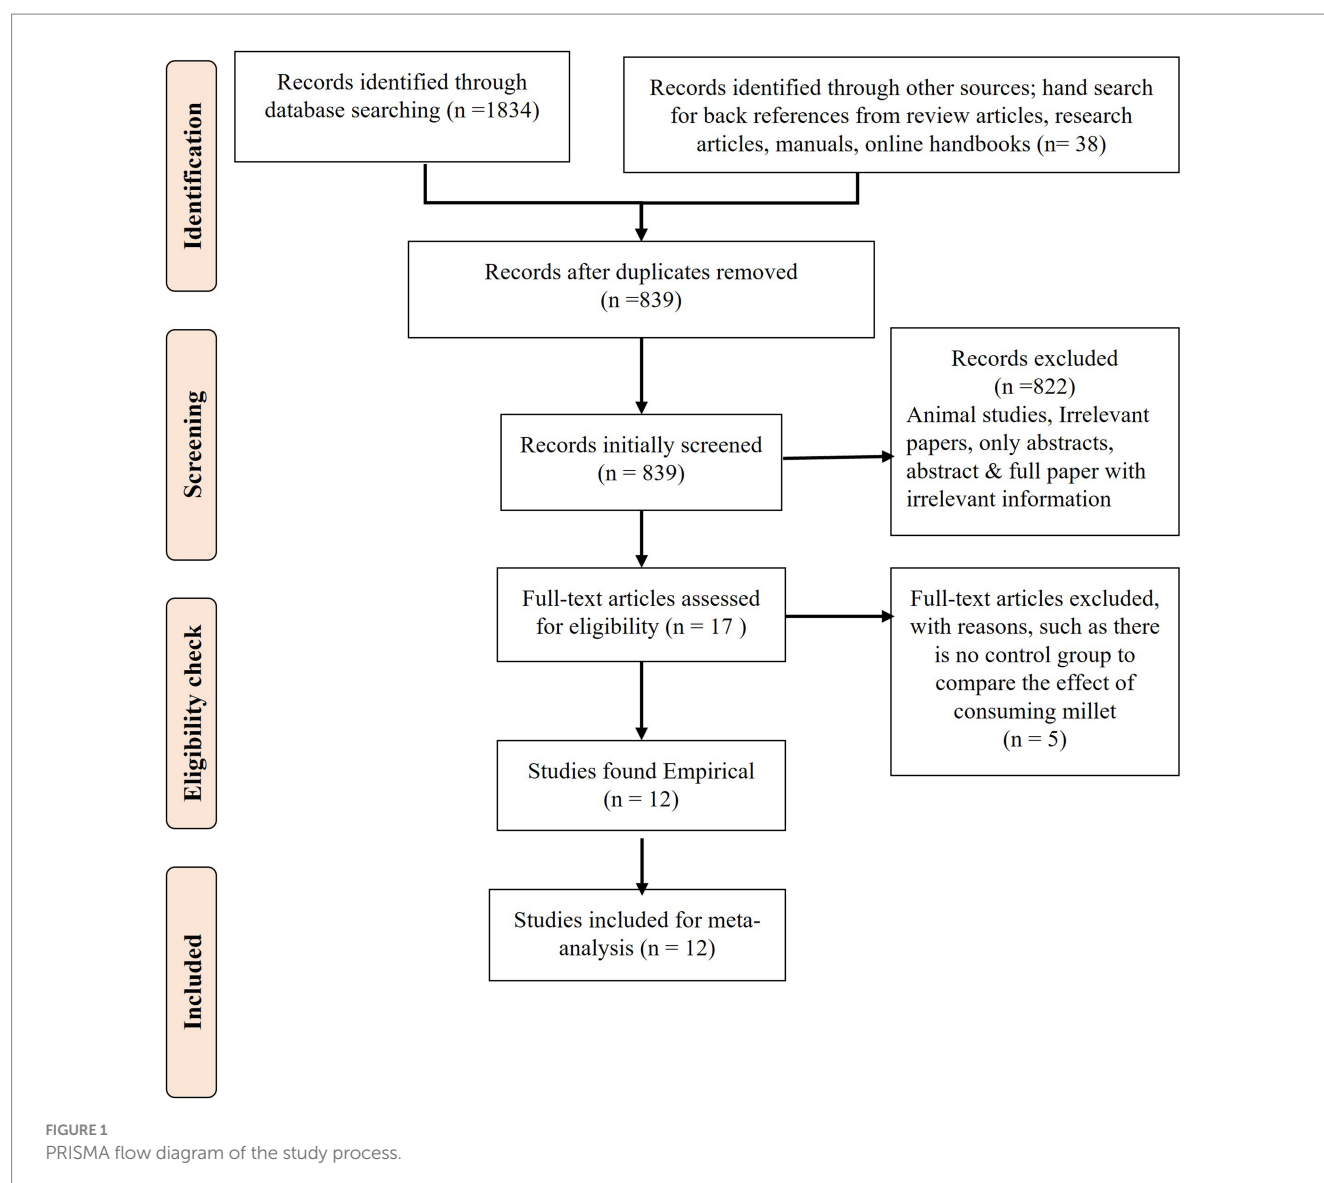 Identification
Records identified through
database searching (n =1834)
Records identified through other sources; hand search
for back references from review articles, research
articles, manuals, online handbooks (n= 38)
Records after duplicates removed
(n =839)
Screening
Records initially screened
(n = 839)
Records excluded
(n =822)
Animal studies, Irrelevant
papers, only abstracts,
abstract & full paper with
irrelevant information
Eligibility check
Full-text articles assessed
for eligibility (n = 17 )
Full-text articles excluded,
with reasons, such as there
is no control group to
compare the effect of
consuming millet
(n = 5)
Studies found Empirical
(n = 12)
Included
Studies included for meta-
analysis (n = 12)
FIGURE 1
PRISMA flow diagram of the study process.